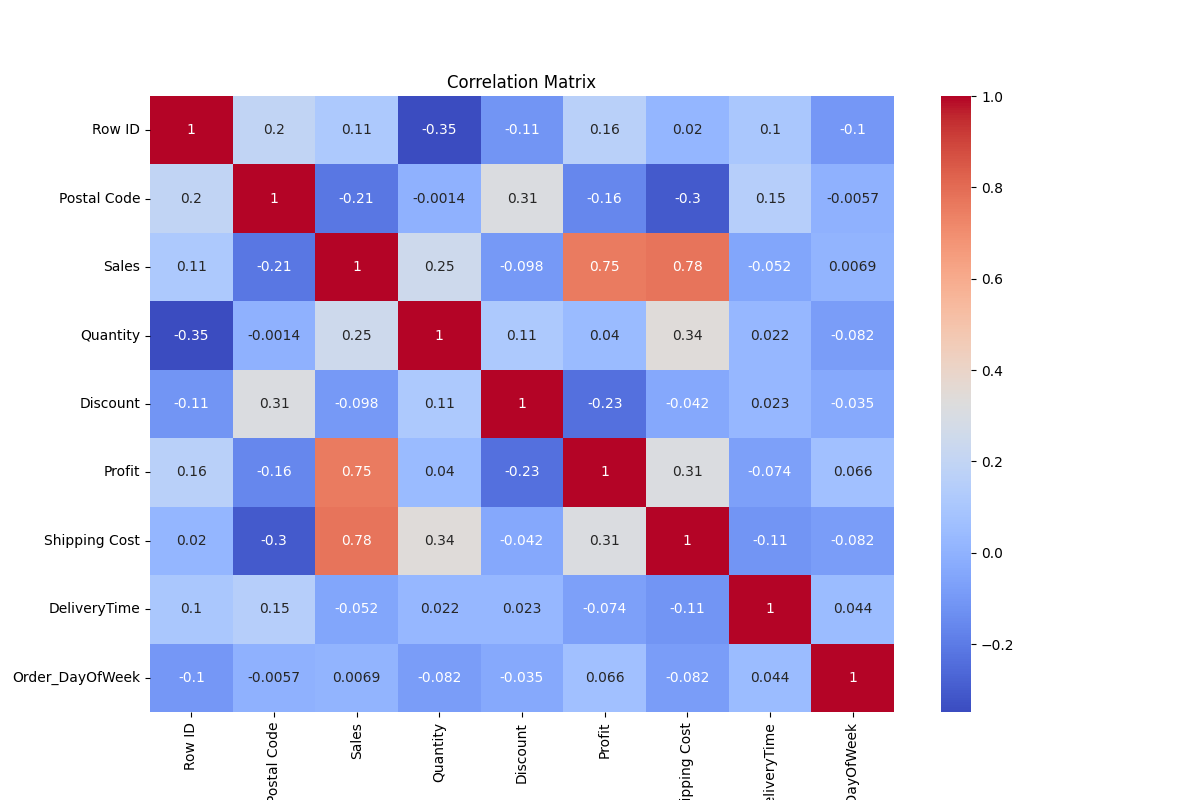 Correlation Matrix
Row ID 1 0.2 0.11 -0.35 -0.11 0.16 0.02 0.1 -0.1
Postal Code 0.2 1 -0.21 -0.0014 0.31 -0.16 -0.3 0.15 -0.0057
Sales 0.11 -0.21 1 0.25 -0.098 0.75 0.78 -0.052 0.0069
Quantity -0.35 -0.0014 0.25 1 0.11 0.04 0.34 0.022 -0.082
Discount -0.11 0.31 -0.098 0.11 1 -0.23 -0.042 0.023 -0.035
Profit 0.16 -0.16 0.75 0.04 -0.23 1 0.31 -0.074 0.066
Shipping Cost 0.02 -0.3 0.78 0.34 -0.042 0.31 1 -0.11 -0.082
DeliveryTime 0.1 0.15 -0.052 0.022 0.023 -0.074 -0.11 1 0.044
Order_DayOfWeek -0.1 -0.0057 0.0069 -0.082 -0.035 0.066 -0.082 0.044 1
Row ID
Postal Code
Sales
Quantity
Discount
Profit
ipping Cost
eliveryTime
DayOfWeek
1.0
0.8
0.6
0.4
0.2
0.0
−0.2